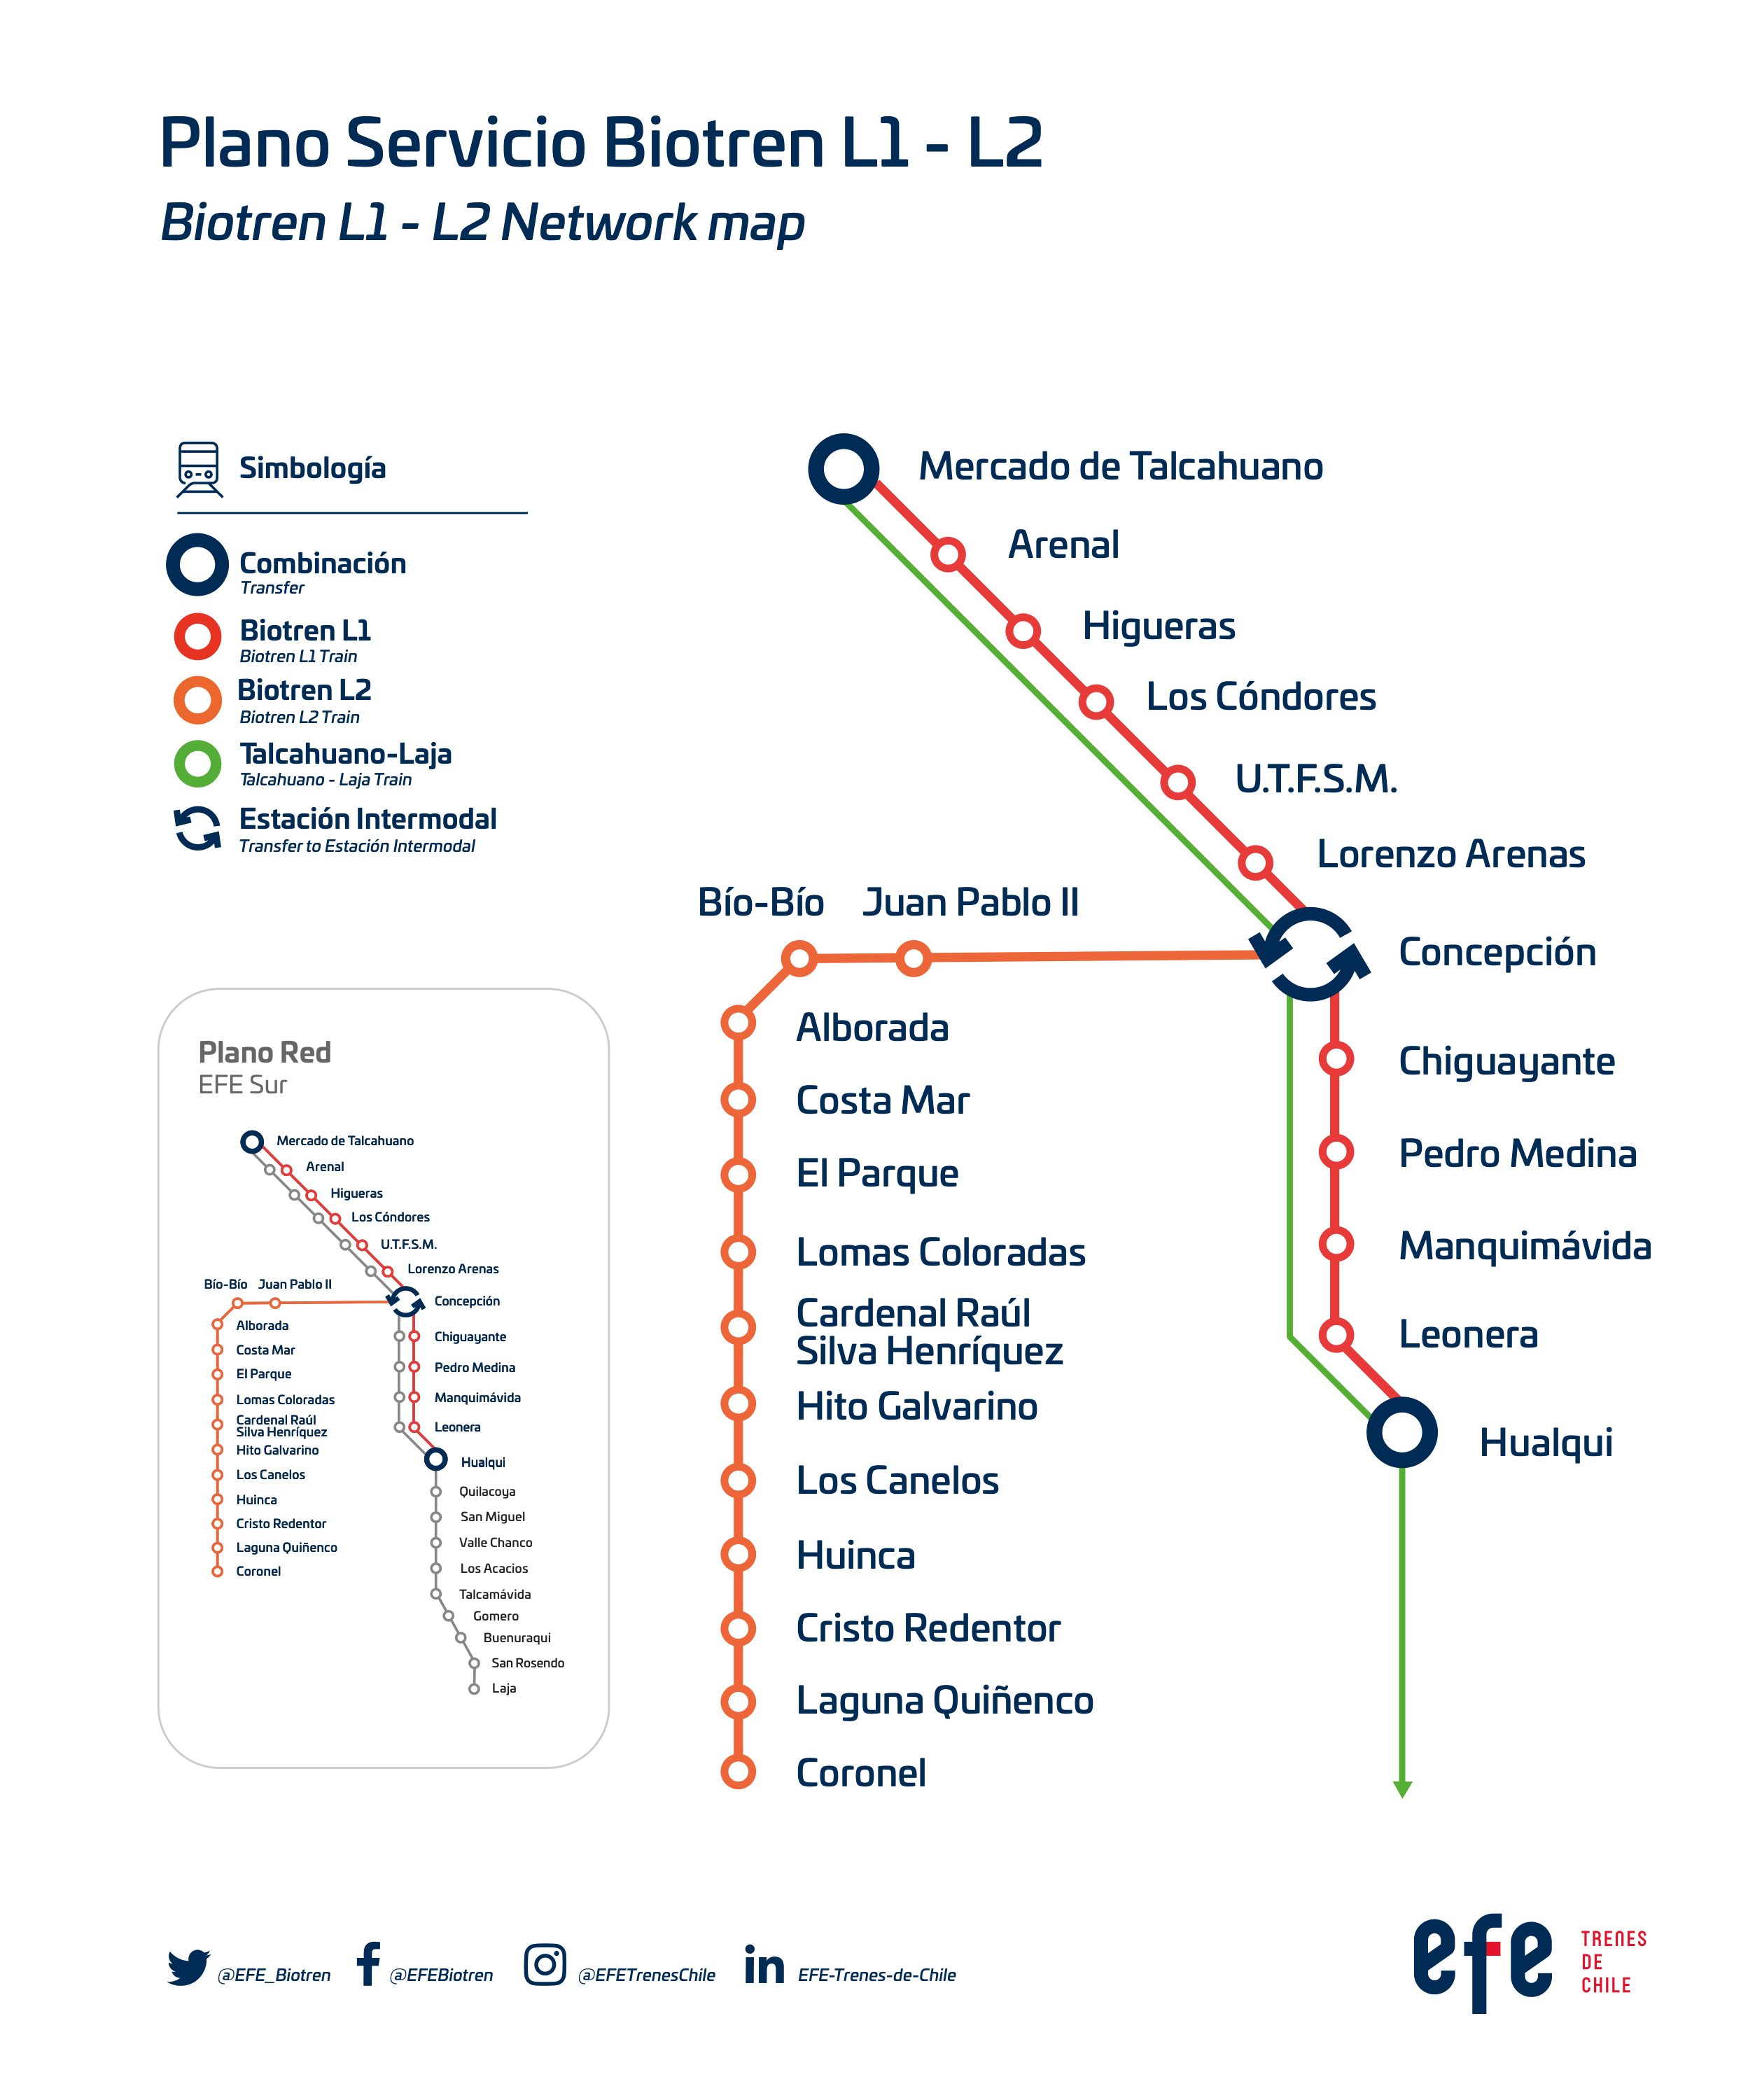 Plano Servicio Biotren L1 - L2
Biotren L1 - L2 Network map
Simbología
Combinación
Transfer
Biotren L1
Biotren L1 Train
Biotren L2
Biotren L2 Train
Talcahuano-Laja
Talcahuano - Laja Train
Estación Intermodal
Transfer to Estación Intermodal
Mercado de Talcahuano
Arenal
Higueras
Los Cóndores
U.T.F.S.M.
Lorenzo Arenas
Concepción
Chiguayante
Pedro Medina
Manquimávida
Leonera
Hualqui
Bío-Bío
Juan Pablo II
Alborada
Costa Mar
El Parque
Lomas Coloradas
Cardenal Raúl
Silva Henríquez
Hito Galvarino
Los Canelos
Huinca
Cristo Redentor
Laguna Quiñenco
Coronel
Plano Red
EFE Sur
Mercado de Talcahuano
Arenal
Higueras
Los Cóndores
U.T.F.S.M.
Lorenzo Arenas
Concepción
Chiguayante
Pedro Medina
Manquimávida
Leonera
Hualqui
Quilacoya
San Miguel
Valle Chanco
Los Acacios
Talcamávida
Gomero
Buenuraqui
San Rosendo
Laja
Bío-Bío
Juan Pablo II
Alborada
Costa Mar
El Parque
Lomas Coloradas
Cardenal Raúl
Silva Henríquez
Hito Galvarino
Los Canelos
Huinca
Cristo Redentor
Laguna Quiñenco
Coronel
@EFE_Biotren
@EFEBiotren
@EFETrenesChile
in EFE-Trenes-de-Chile
efe
TRENES
DE
CHILE